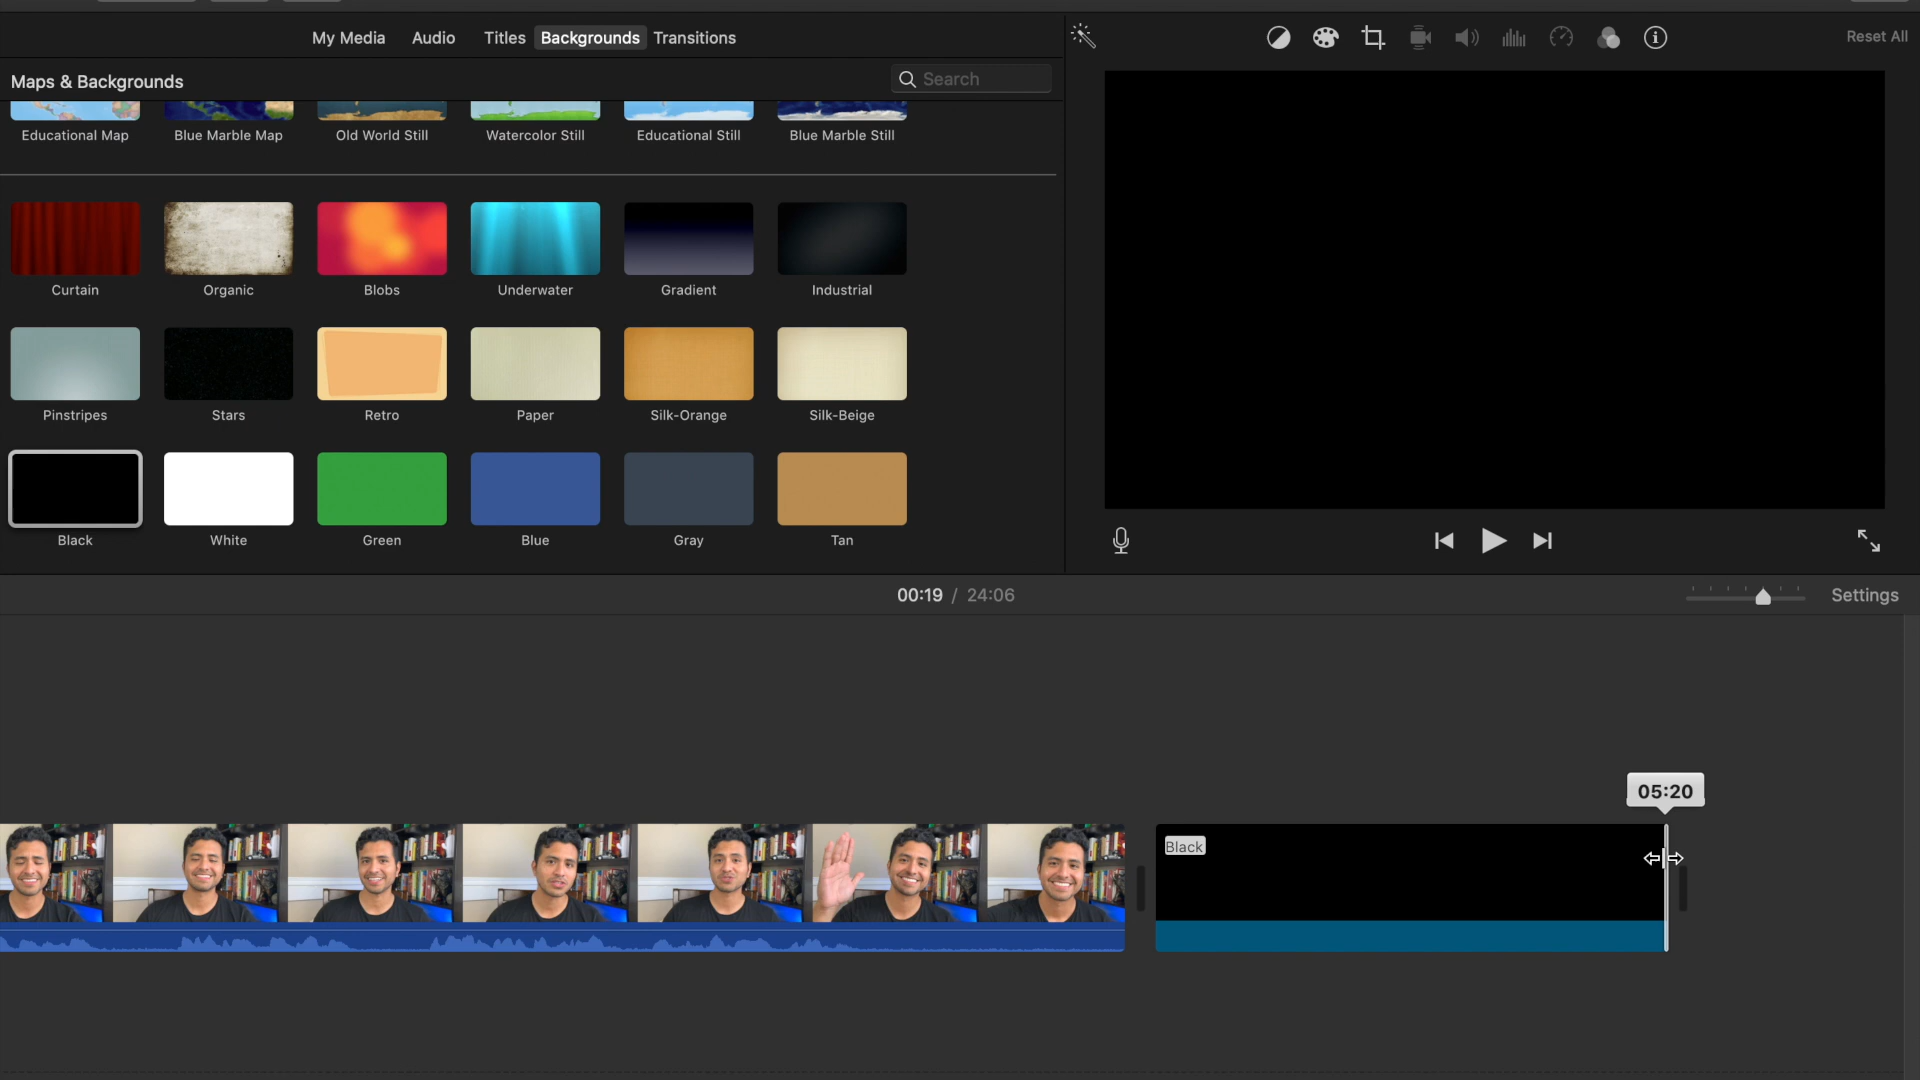 My Media Audio Titles Backgrounds Transitions
Reset All
Maps & Backgrounds
Search
Educational Map Blue Marble Map Old World Still Watercolor Still Educational Still Blue Marble Still
Curtain Organic Blobs Underwater Gradient Industrial
Pinstripes Stars Retro Paper Silk-Orange Silk-Beige
Black White Green Blue Gray Tan
00:19 / 24:06
Settings
05:20
Black